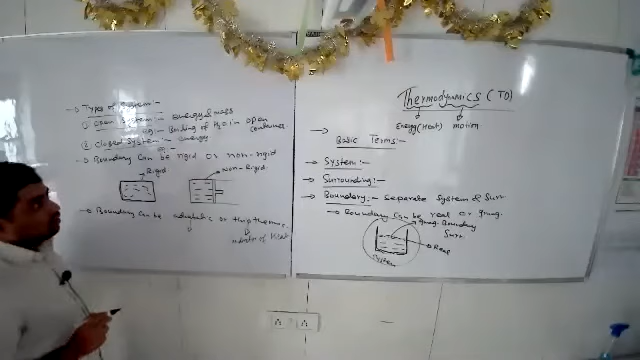 → Types of System:-
① Open System:- energy & mass
eg:- Boiling of H₂O in open container.
② Closed System:- energy
→ Boundary can be rigid or non-rigid
Rigid
Non-Rigid
→ Boundary can be adiabatic or
of Heat
Thermodynamics (TD)
Energy (Heat) motion
→ Basic Terms:-
→ System:-
→ Surrounding:-
→ Boundary:- separate System & Surr
→ Boundary can be real or imag.
imag. Boundary
Surr.
Real
System